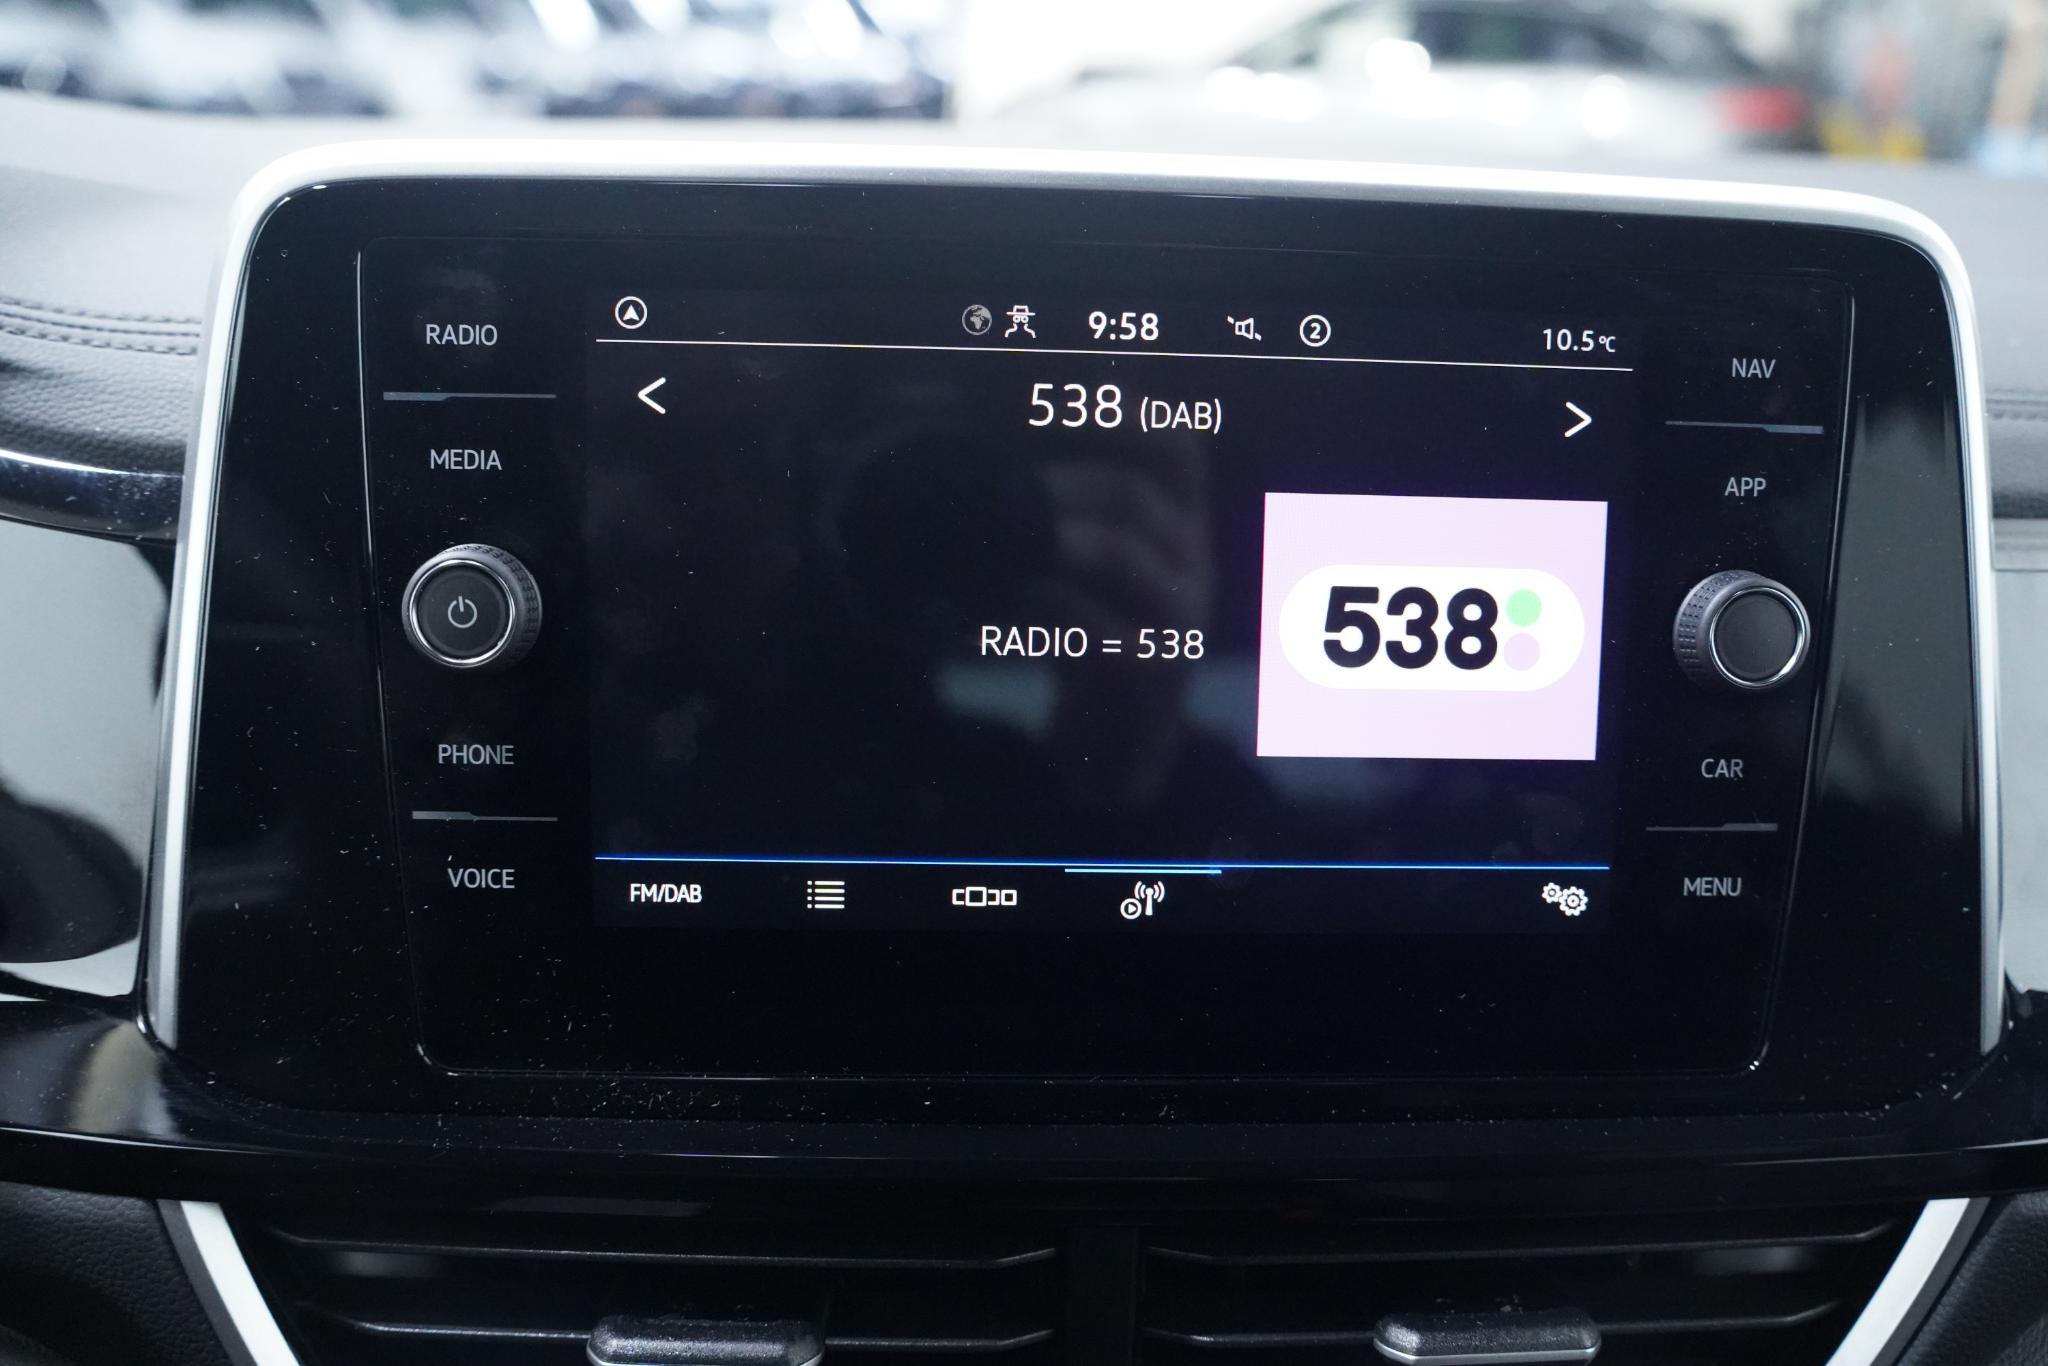 RADIO
MEDIA
PHONE
VOICE
9:58
2
10.5°C
538 (DAB)
RADIO = 538
538
FM/DAB
NAV
APP
CAR
MENU